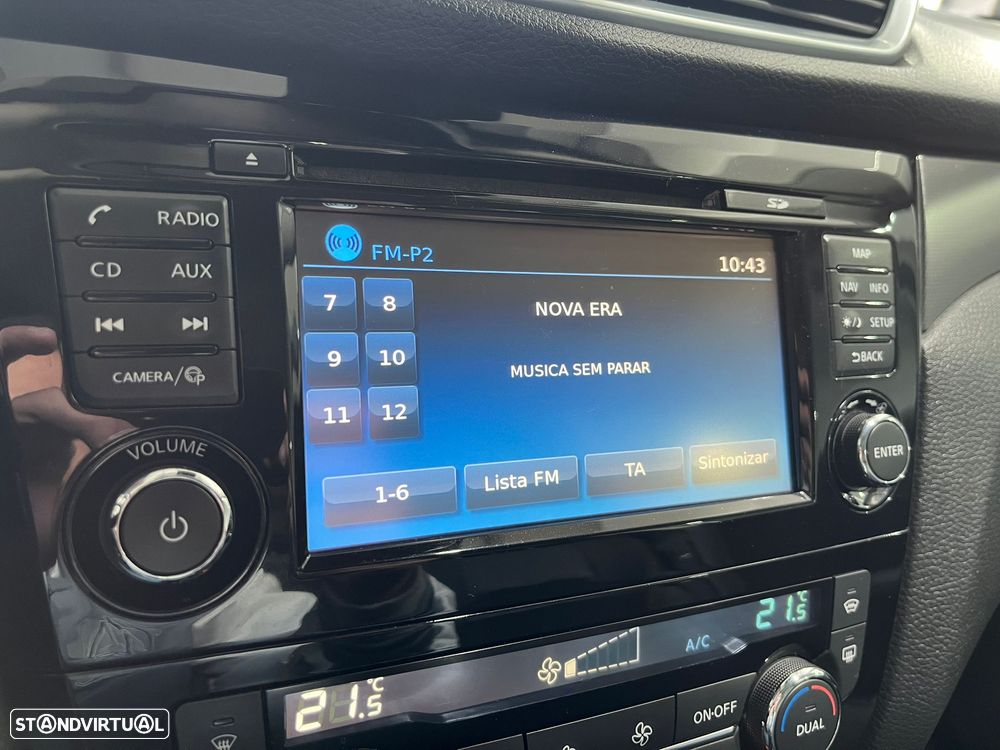 RADIO
CD AUX
CAMERA/
VOLUME
SD
FM-P2 10:43
7 8
9 10
11 12
NOVA ERA
MUSICA SEM PARAR
1-6 Lista FM TA Sintonizar
MAP
NAV INFO
SETUP
BACK
ENTER
21.5°C
A/C
21.5°C
ON·OFF
DUAL
STANDVIRTUAL